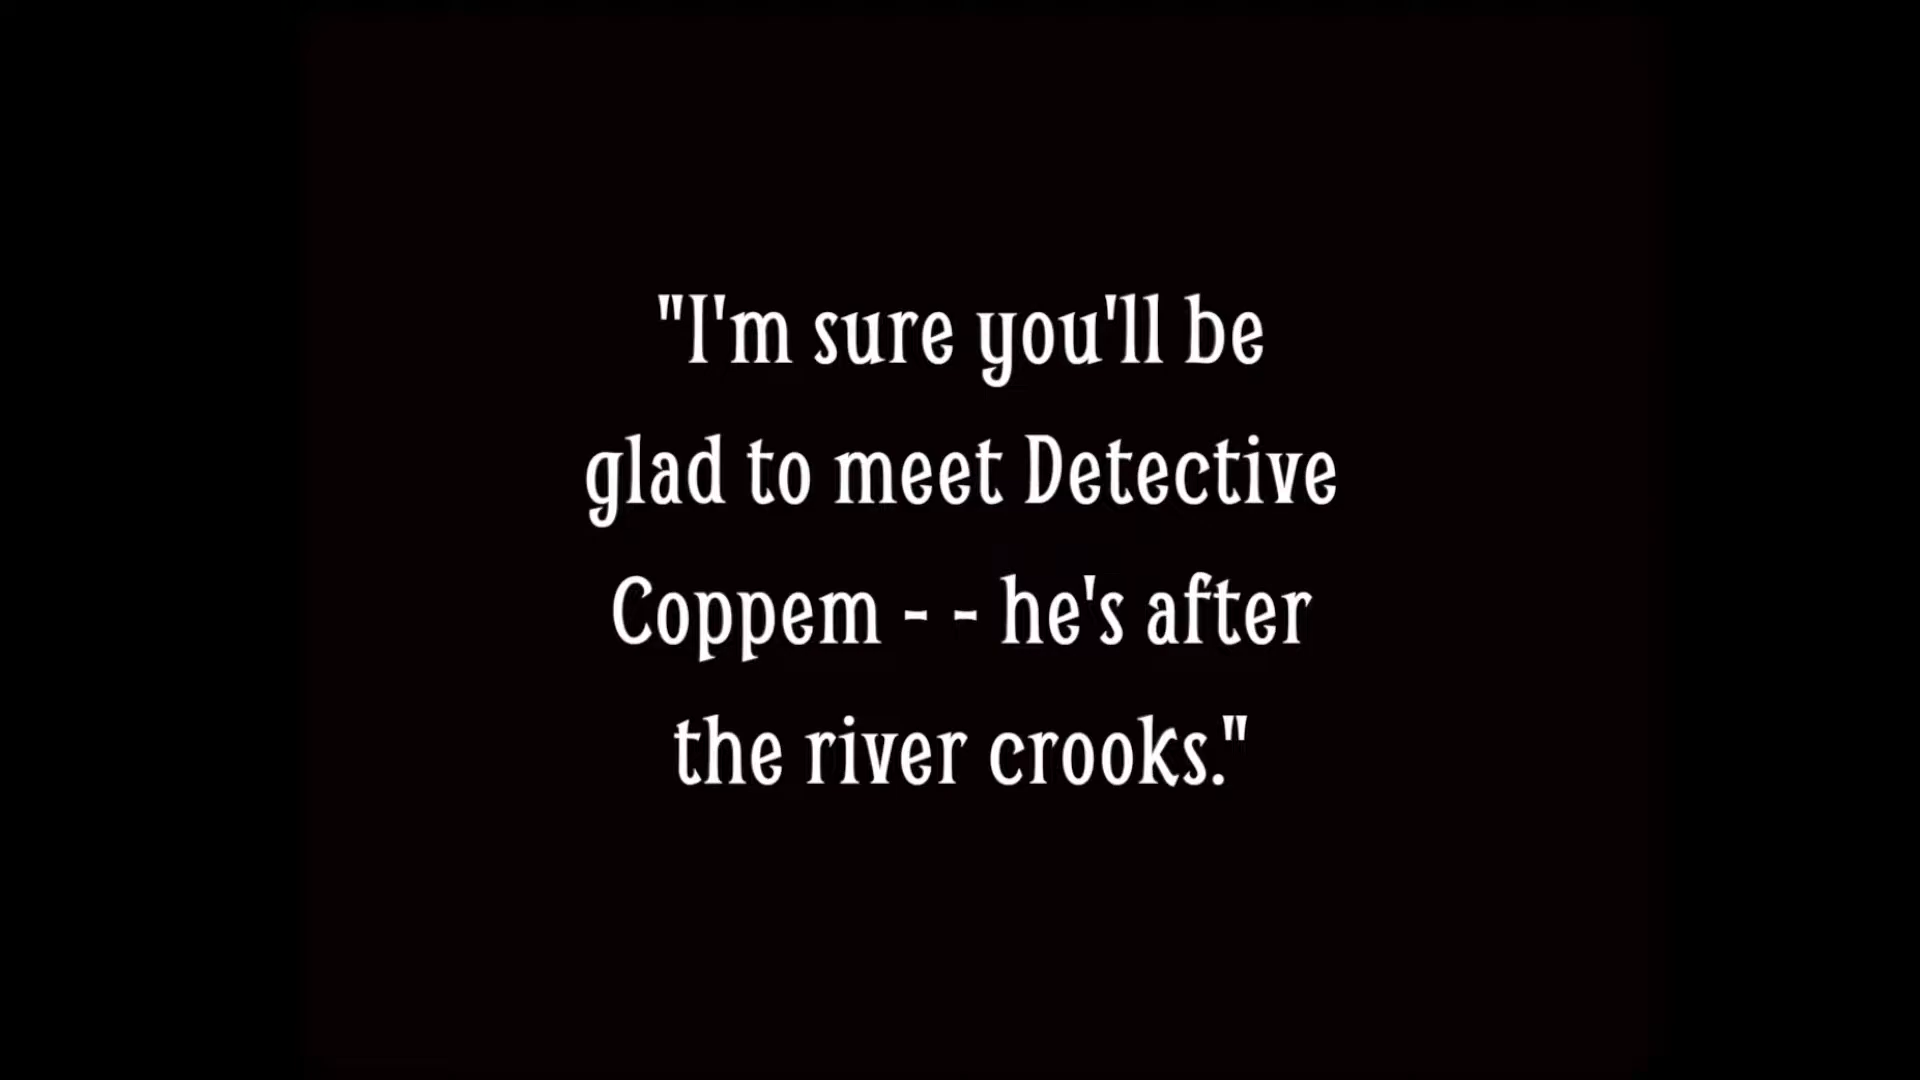 "I'm sure you'll be
glad to meet Detective
Coppem - - he's after
the river crooks."